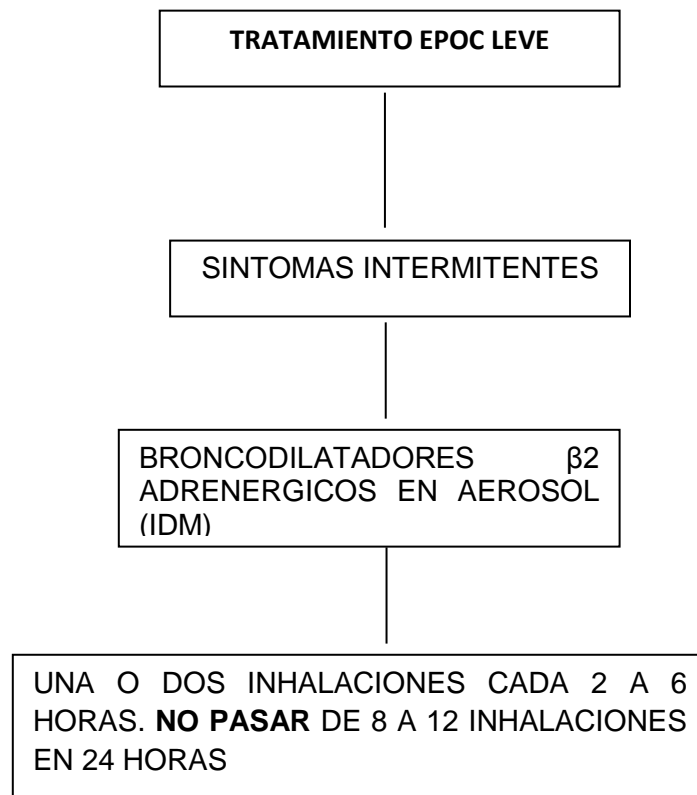 TRATAMIENTO EPOC LEVE
SINTOMAS INTERMITENTES
BRONCODILATADORES β2
ADRENERGICOS EN AEROSOL
(IDM)
UNA O DOS INHALACIONES CADA 2 A 6
HORAS. NO PASAR DE 8 A 12 INHALACIONES
EN 24 HORAS